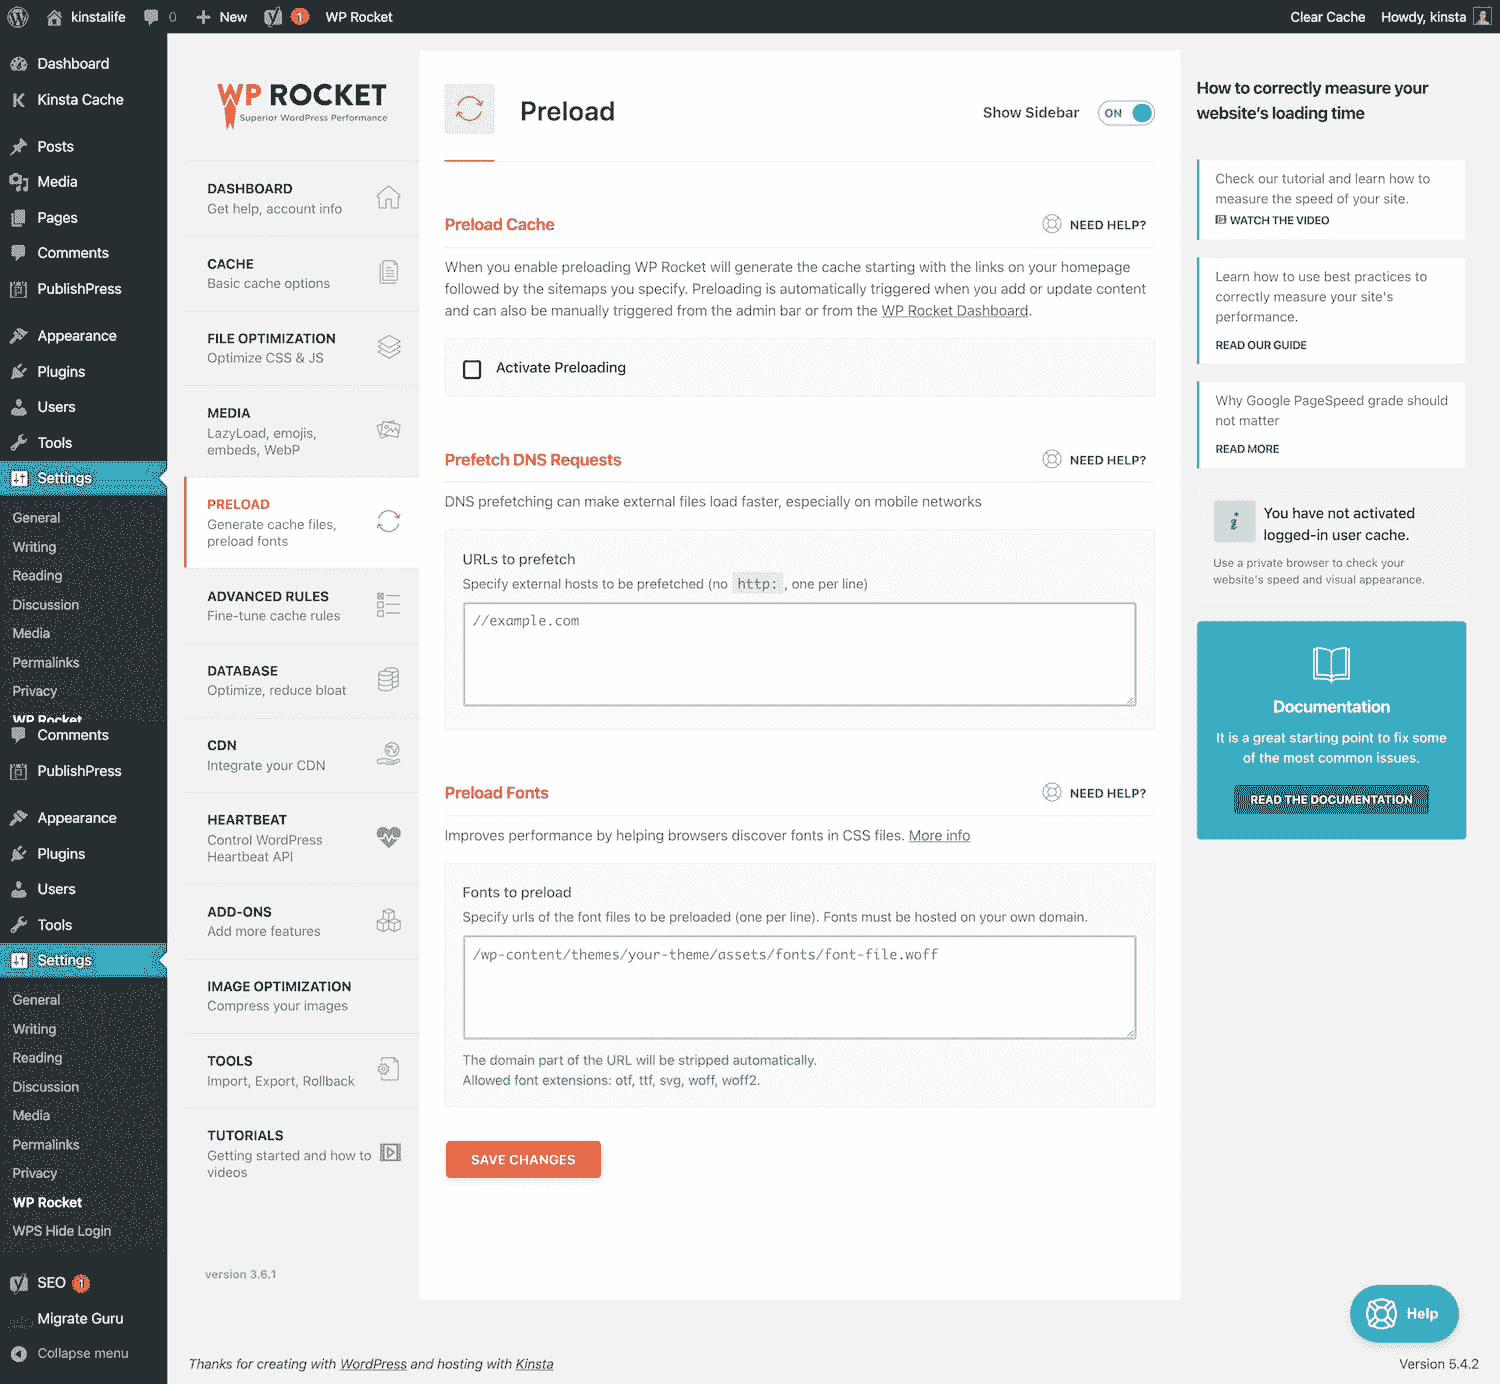 kinstalife 0 New 1 WP Rocket Clear Cache Howdy, kinsta
Dashboard
Kinsta Cache
Posts
Media
Pages
Comments
PublishPress
Appearance
Plugins
Users
Tools
Settings
General
Writing
Reading
Discussion
Media
Permalinks
Privacy
WP Rocket
Comments
PublishPress
Appearance
Plugins
Users
Tools
Settings
General
Writing
Reading
Discussion
Media
Permalinks
Privacy
WP Rocket
WPS Hide Login
SEO 1
Migrate Guru
Collapse menu
WP ROCKET
Superior WordPress Performance
DASHBOARD
Get help, account info
CACHE
Basic cache options
FILE OPTIMIZATION
Optimize CSS & JS
MEDIA
LazyLoad, emojis,
embeds, WebP
PRELOAD
Generate cache files,
preload fonts
ADVANCED RULES
Fine-tune cache rules
DATABASE
Optimize, reduce bloat
CDN
Integrate your CDN
HEARTBEAT
Control WordPress
Heartbeat API
ADD-ONS
Add more features
IMAGE OPTIMIZATION
Compress your images
TOOLS
Import, Export, Rollback
TUTORIALS
Getting started and how to
videos
version 3.6.1
Preload
Show Sidebar ON
Preload Cache
NEED HELP?
When you enable preloading WP Rocket will generate the cache starting with the links on your homepage
followed by the sitemaps you specify. Preloading is automatically triggered when you add or update content
and can also be manually triggered from the admin bar or from the WP Rocket Dashboard.
Activate Preloading
Prefetch DNS Requests
NEED HELP?
DNS prefetching can make external files load faster, especially on mobile networks
URLs to prefetch
Specify external hosts to be prefetched (no http: , one per line)
//example.com
Preload Fonts
NEED HELP?
Improves performance by helping browsers discover fonts in CSS files. More info
Fonts to preload
Specify urls of the font files to be preloaded (one per line). Fonts must be hosted on your own domain.
/wp-content/themes/your-theme/assets/fonts/font-file.woff
The domain part of the URL will be stripped automatically.
Allowed font extensions: otf, ttf, svg, woff, woff2.
SAVE CHANGES
How to correctly measure your
website's loading time
Check our tutorial and learn how to
measure the speed of your site.
WATCH THE VIDEO
Learn how to use best practices to
correctly measure your site's
performance.
READ OUR GUIDE
Why Google PageSpeed grade should
not matter
READ MORE
You have not activated
logged-in user cache.
Use a private browser to check your
website's speed and visual appearance.
Documentation
It is a great starting point to fix some
of the most common issues.
READ THE DOCUMENTATION
Help
Thanks for creating with WordPress and hosting with Kinsta
Version 5.4.2